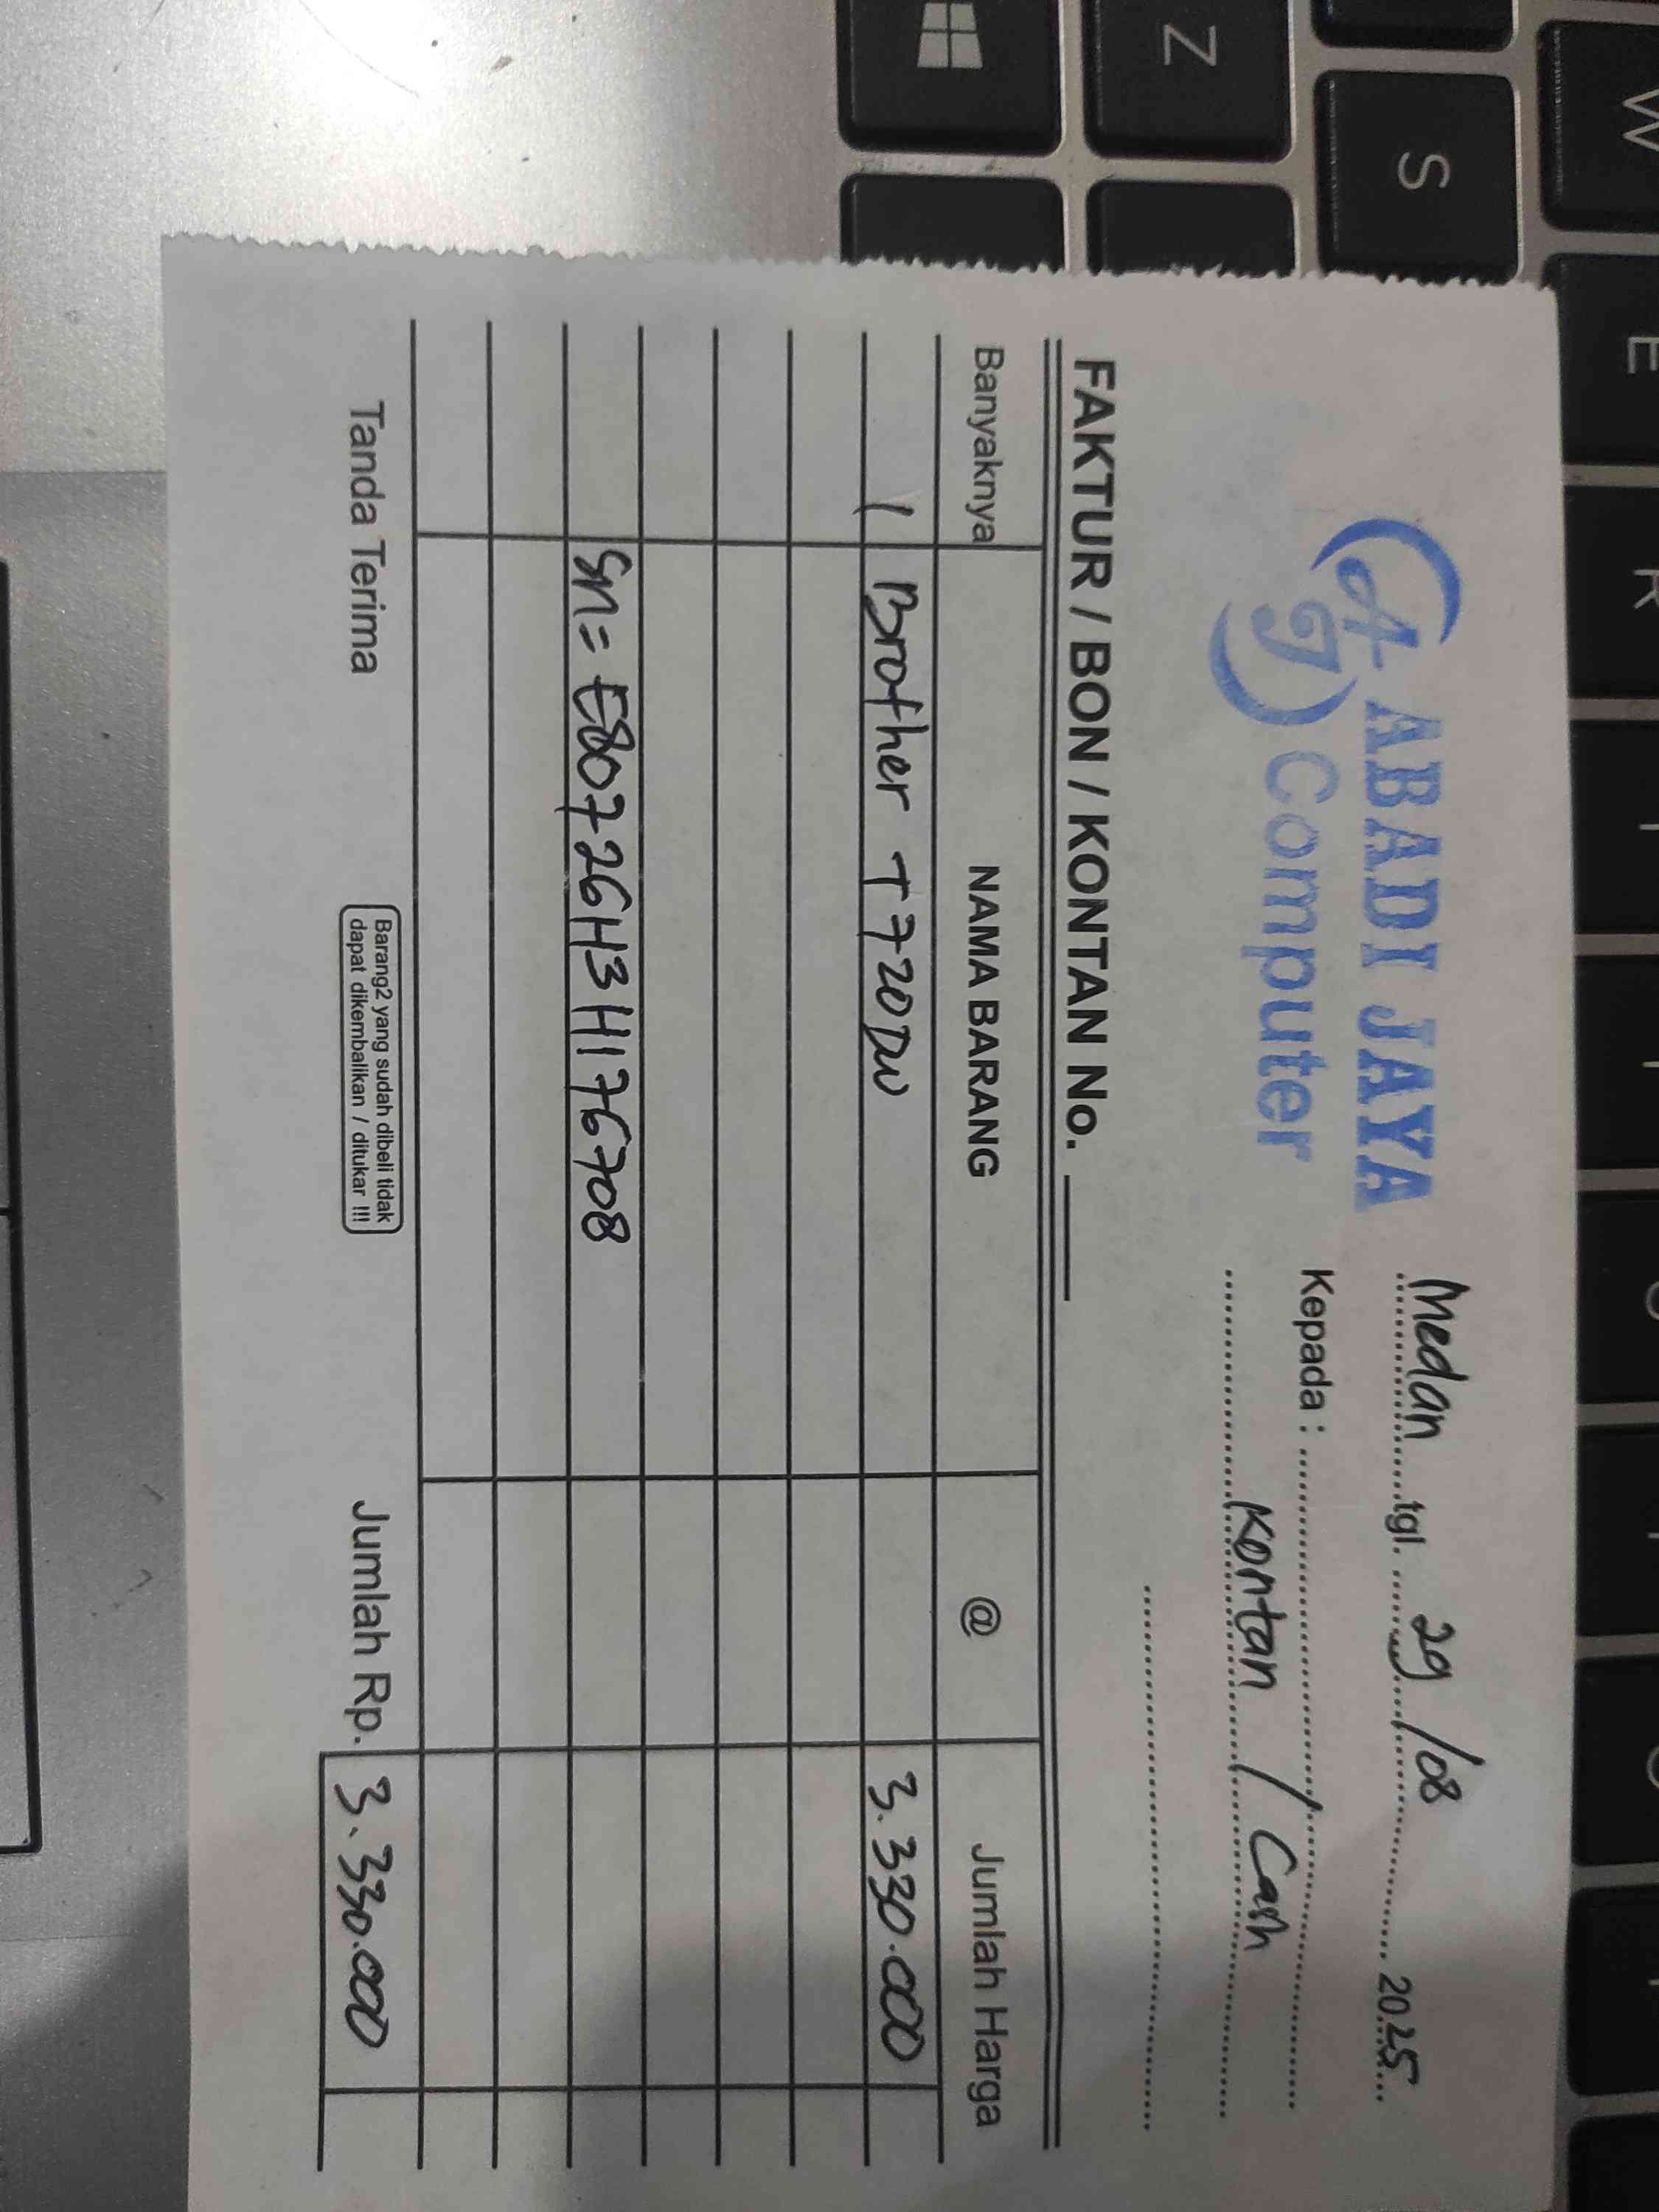 AJ ABADI JAYA
Computer
Medan tgl. 29/08 2025
Kepada :
Kontan / Cash
FAKTUR / BON / KONTAN No.
Banyaknya NAMA BARANG @ Jumlah Harga
1 Brother T720DW 3.330.000
SN = E80726H3H176708
Tanda Terima
Barang2 yang sudah dibeli tidak
dapat dikembalikan / ditukar !!!
Jumlah Rp. 3.330.000
W
E
R
S
Z